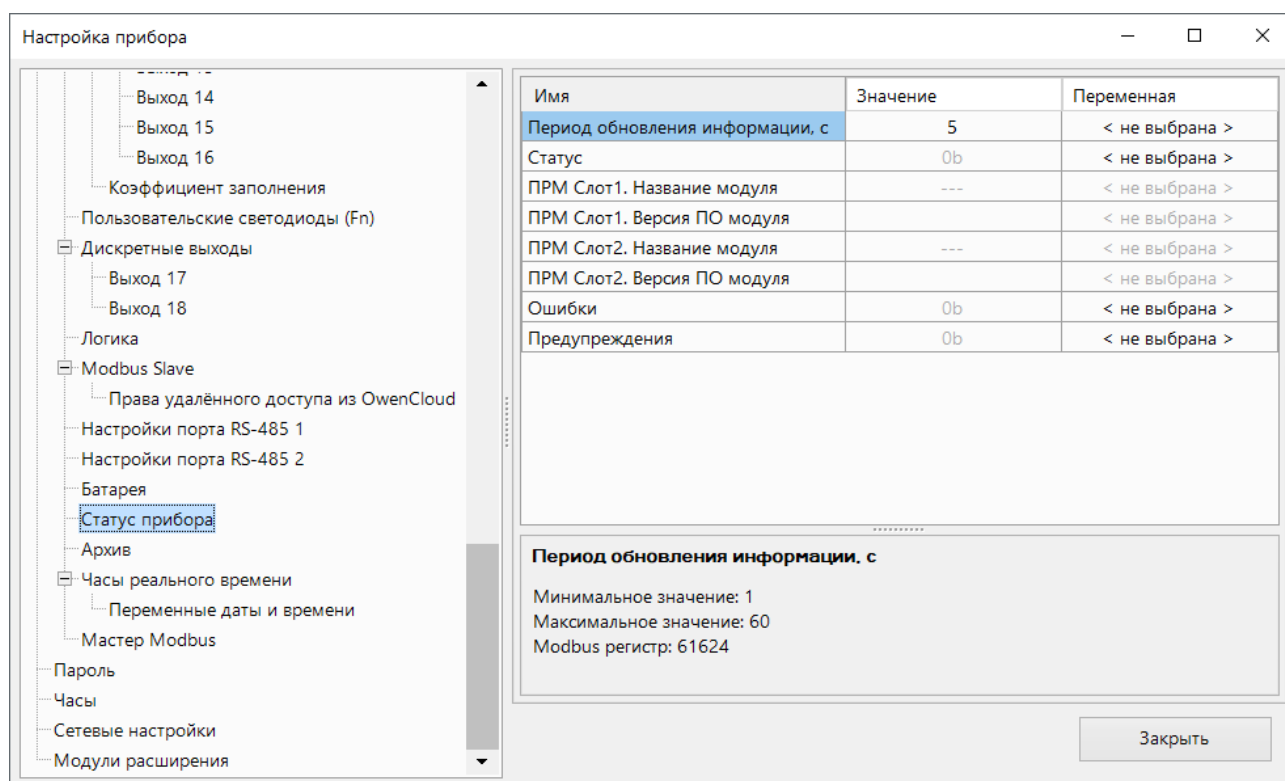 Настройка прибора
Выход 14
Выход 15
Выход 16
Коэффициент заполнения
Пользовательские светодиоды (Fn)
Дискретные выходы
Выход 17
Выход 18
Логика
Modbus Slave
Права удалённого доступа из OwenCloud
Настройки порта RS-485 1
Настройки порта RS-485 2
Батарея
Статус прибора
Архив
Часы реального времени
Переменные даты и времени
Мастер Modbus
Пароль
Часы
Сетевые настройки
Модули расширения
Имя Значение Переменная
Период обновления информации, с 5 < не выбрана >
Статус 0b < не выбрана >
ПРМ Слот1. Название модуля --- < не выбрана >
ПРМ Слот1. Версия ПО модуля < не выбрана >
ПРМ Слот2. Название модуля --- < не выбрана >
ПРМ Слот2. Версия ПО модуля < не выбрана >
Ошибки 0b < не выбрана >
Предупреждения 0b < не выбрана >
Период обновления информации, с
Минимальное значение: 1
Максимальное значение: 60
Modbus регистр: 61624
Закрыть